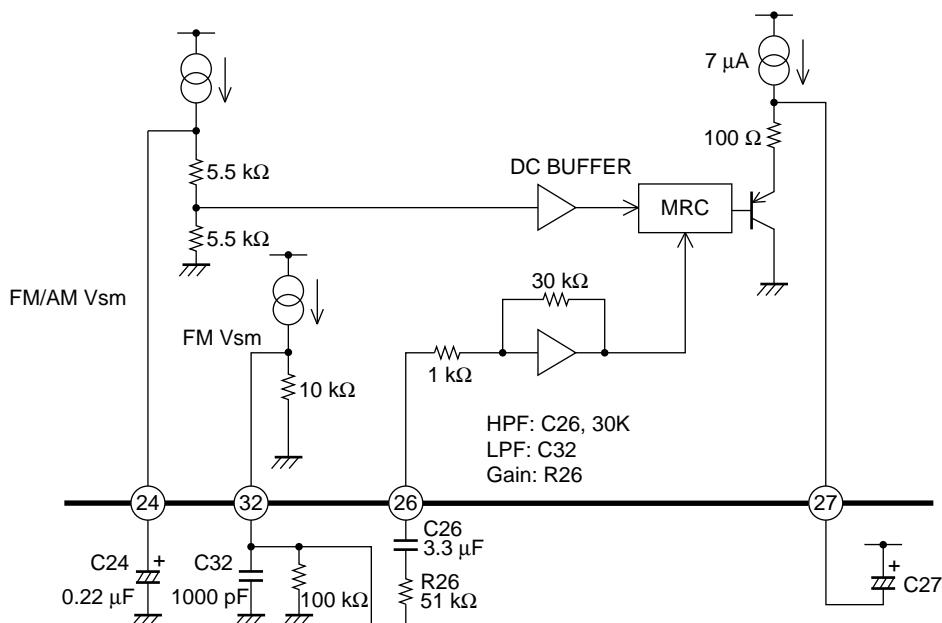 7 μA
100 Ω
5.5 kΩ
DC BUFFER
MRC
5.5 kΩ
FM/AM Vsm
30 kΩ
FM Vsm
1 kΩ
10 kΩ
HPF: C26, 30K
LPF: C32
Gain: R26
24
32
26
27
C24
+
0.22 μF
C32
1000 pF
100 kΩ
C26
3.3 μF
R26
51 kΩ
+
C27